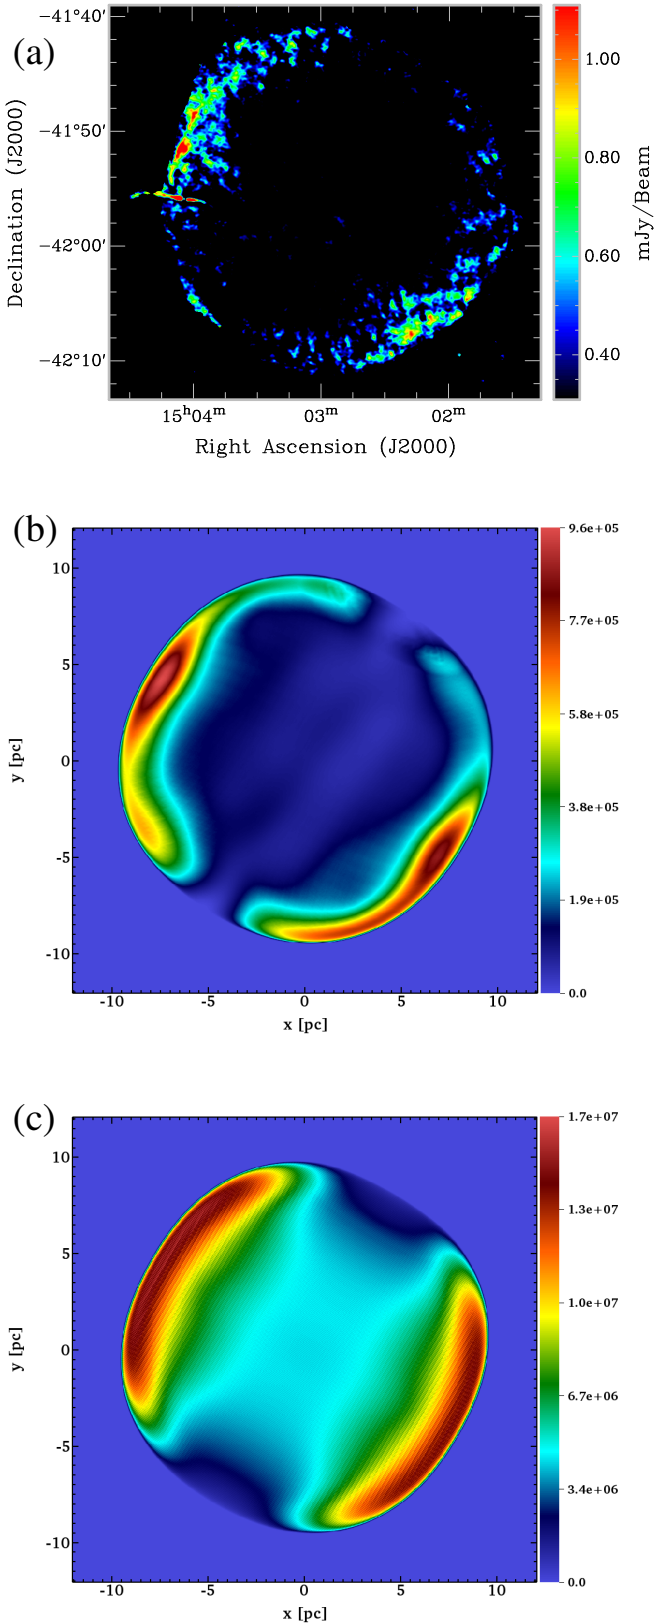 (a)
−41°40′
−41°50′
−42°00′
−42°10′
Declination (J2000)
15ʰ04ᵐ 03ᵐ 02ᵐ
Right Ascension (J2000)
1.00
0.80
0.60
0.40
mJy/Beam
(b)
10
5
0
-5
-10
y [pc]
-10 -5 0 5 10
x [pc]
9.6e+05
7.7e+05
5.8e+05
3.8e+05
1.9e+05
0.0
(c)
10
5
0
-5
-10
y [pc]
-10 -5 0 5 10
x [pc]
1.7e+07
1.3e+07
1.0e+07
6.7e+06
3.4e+06
0.0